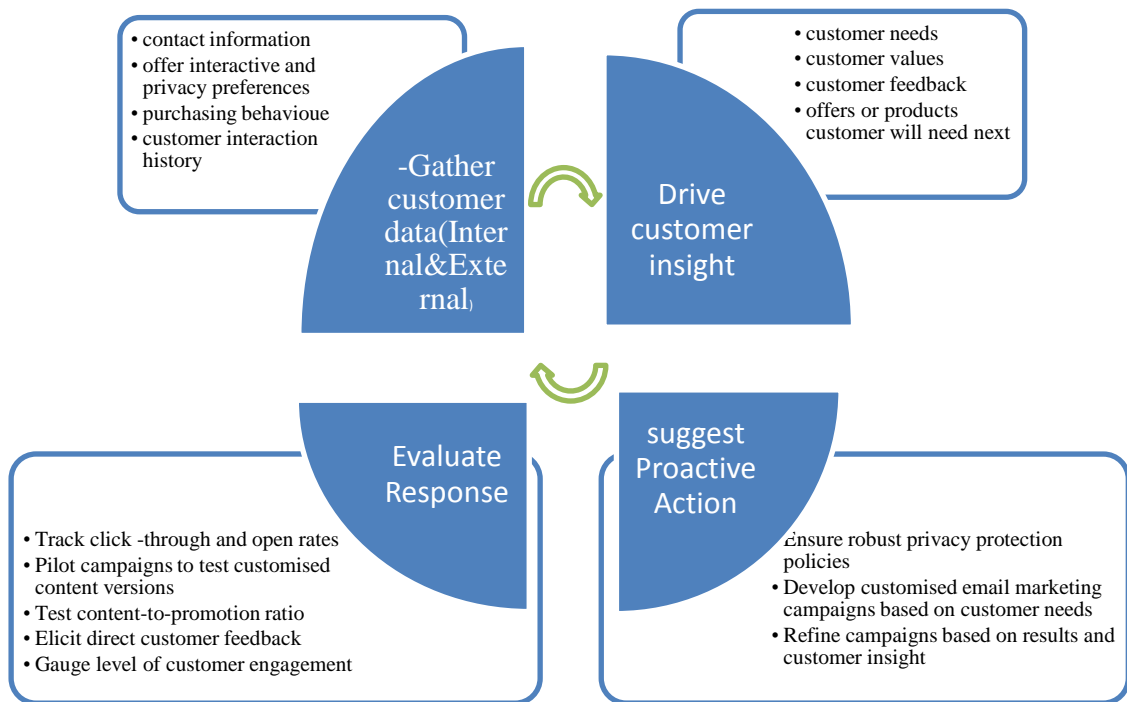 • contact information
• offer interactive and
privacy preferences
• purchasing behavioue
• customer interaction
history
-Gather
customer
data(Inter
nal&Exte
rnal)
• customer needs
• customer values
• customer feedback
• offers or products
customer will need next
Drive
customer
insight
Evaluate
Response
• Track click -through and open rates
• Pilot campaigns to test customised
content versions
• Test content-to-promotion ratio
• Elicit direct customer feedback
• Gauge level of customer engagement
suggest
Proactive
Action
Ensure robust privacy protection
policies
• Develop customised email marketing
campaigns based on customer needs
• Refine campaigns based on results and
customer insight